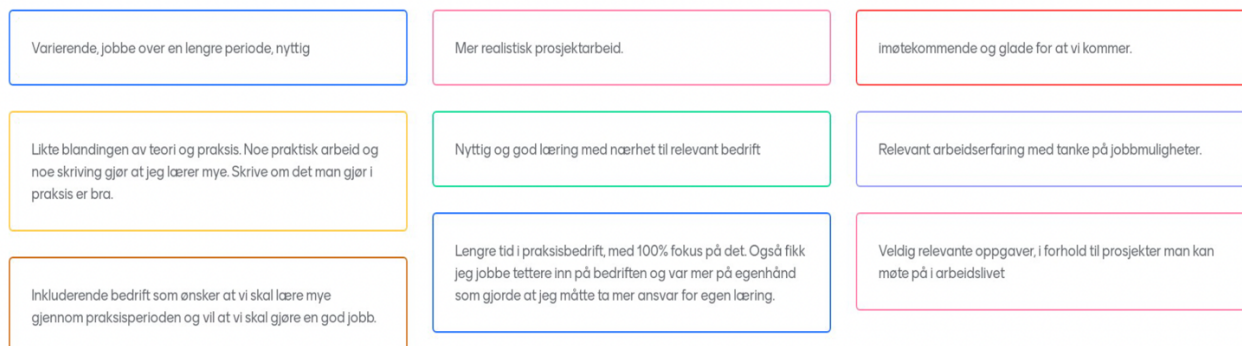 Varierende, jobbe over en lengre periode, nyttig
Likte blandingen av teori og praksis. Noe praktisk arbeid og
noe skriving gjør at jeg lærer mye. Skrive om det man gjør i
praksis er bra.
Inkluderende bedrift som ønsker at vi skal lære mye
gjennom praksisperioden og vil at vi skal gjøre en god jobb.
Mer realistisk prosjektarbeid.
Nyttig og god læring med nærhet til relevant bedrift
Lengre tid i praksisbedrift, med 100% fokus på det. Også fikk
jeg jobbe tettere inn på bedriften og var mer på egenhånd
som gjorde at jeg måtte ta mer ansvar for egen læring.
imøtekommende og glade for at vi kommer.
Relevant arbeidserfaring med tanke på jobbmuligheter.
Veldig relevante oppgaver, i forhold til prosjekter man kan
møte på i arbeidslivet